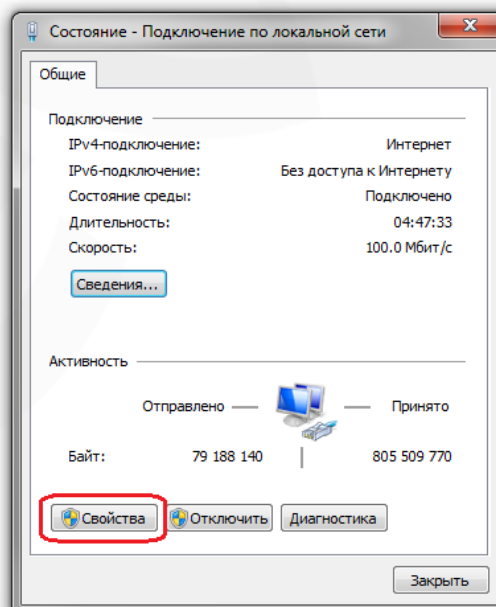 Состояние - Подключение по локальной сети
Общие
Подключение
IPv4-подключение: Интернет
IPv6-подключение: Без доступа к Интернету
Состояние среды: Подключено
Длительность: 04:47:33
Скорость: 100.0 Мбит/с
Сведения...
Активность
Отправлено — — Принято
Байт: 79 188 140 | 805 509 770
Свойства Отключить Диагностика
Закрыть